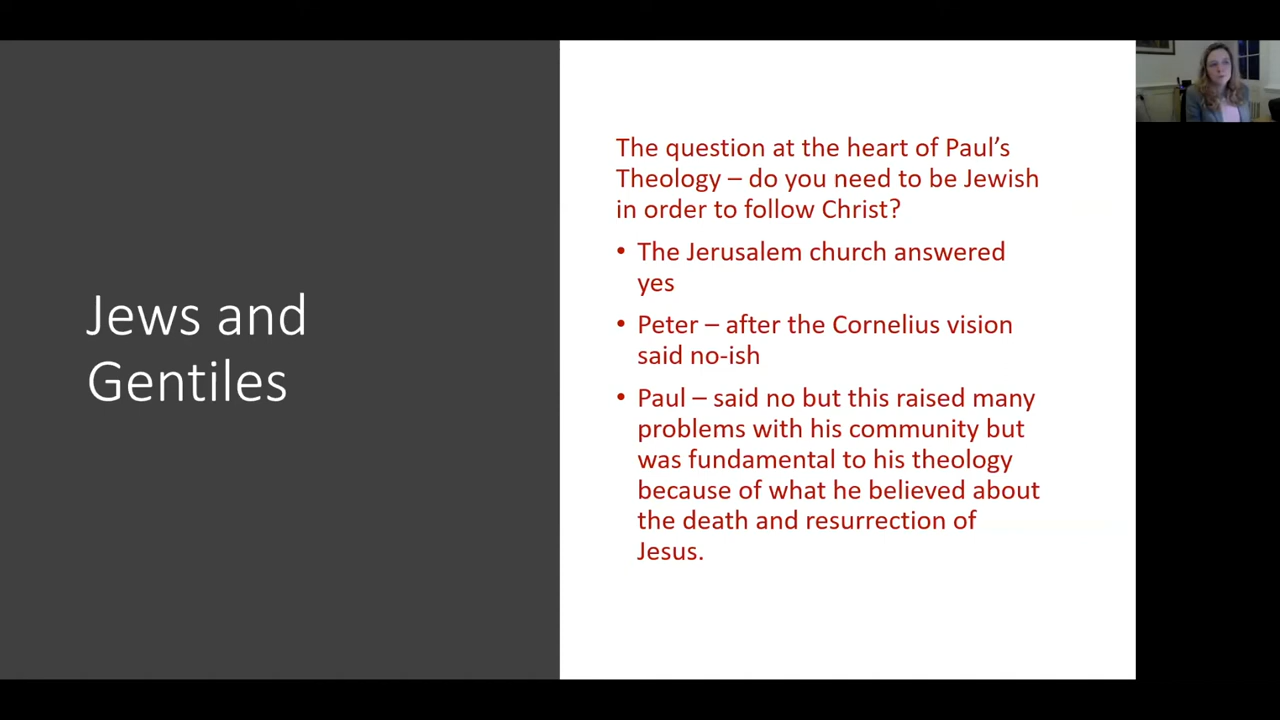 Jews and
Gentiles
The question at the heart of Paul’s
Theology – do you need to be Jewish
in order to follow Christ?
• The Jerusalem church answered
yes
• Peter – after the Cornelius vision
said no-ish
• Paul – said no but this raised many
problems with his community but
was fundamental to his theology
because of what he believed about
the death and resurrection of
Jesus.